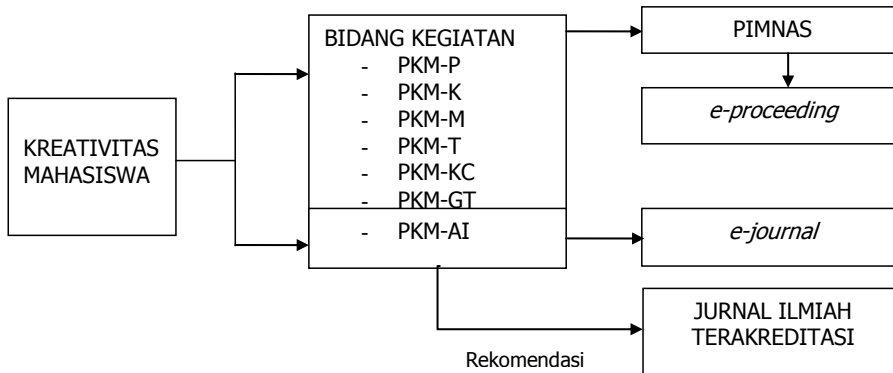 KREATIVITAS
MAHASISWA
BIDANG KEGIATAN
- PKM-P
- PKM-K
- PKM-M
- PKM-T
- PKM-KC
- PKM-GT
- PKM-AI
PIMNAS
e-proceeding
e-journal
JURNAL ILMIAH
TERAKREDITASI
Rekomendasi